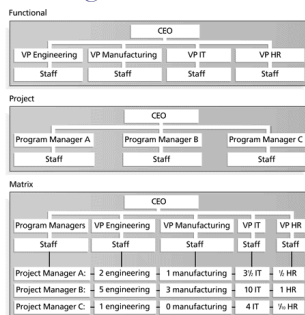 Functional
CEO
VP Engineering VP Manufacturing VP IT VP HR
Staff Staff Staff Staff
Project
CEO
Program Manager A Program Manager B Program Manager C
Staff Staff Staff
Matrix
CEO
Program Managers VP Engineering VP Manufacturing VP IT VP HR
Staff Staff Staff Staff Staff
Project Manager A: 2 engineering 1 manufacturing 3½ IT ½ HR
Project Manager B: 5 engineering 3 manufacturing 10 IT 1 HR
Project Manager C: 1 engineering 0 manufacturing 4 IT HR